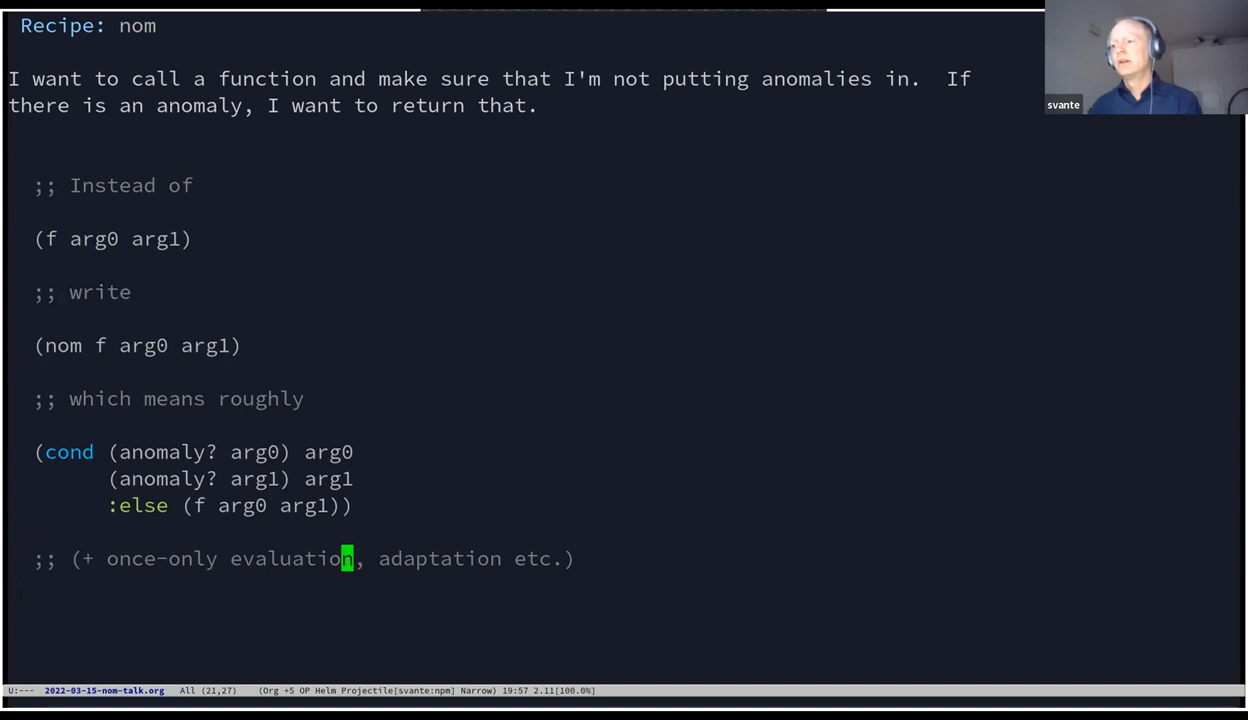 Recipe: nom
I want to call a function and make sure that I'm not putting anomalies in.  If
there is an anomaly, I want to return that.
svante
;; Instead of
(f arg0 arg1)
;; write
(nom f arg0 arg1)
;; which means roughly
(cond (anomaly? arg0) arg0
(anomaly? arg1) arg1
:else (f arg0 arg1))
;; (+ once-only evaluation, adaptation etc.)
U:--- 2022-03-15-nom-talk.org All (21,27) (Org +5 OP Helm Projectile[svante:npm] Narrow) 19:57 2.11[100.0%]